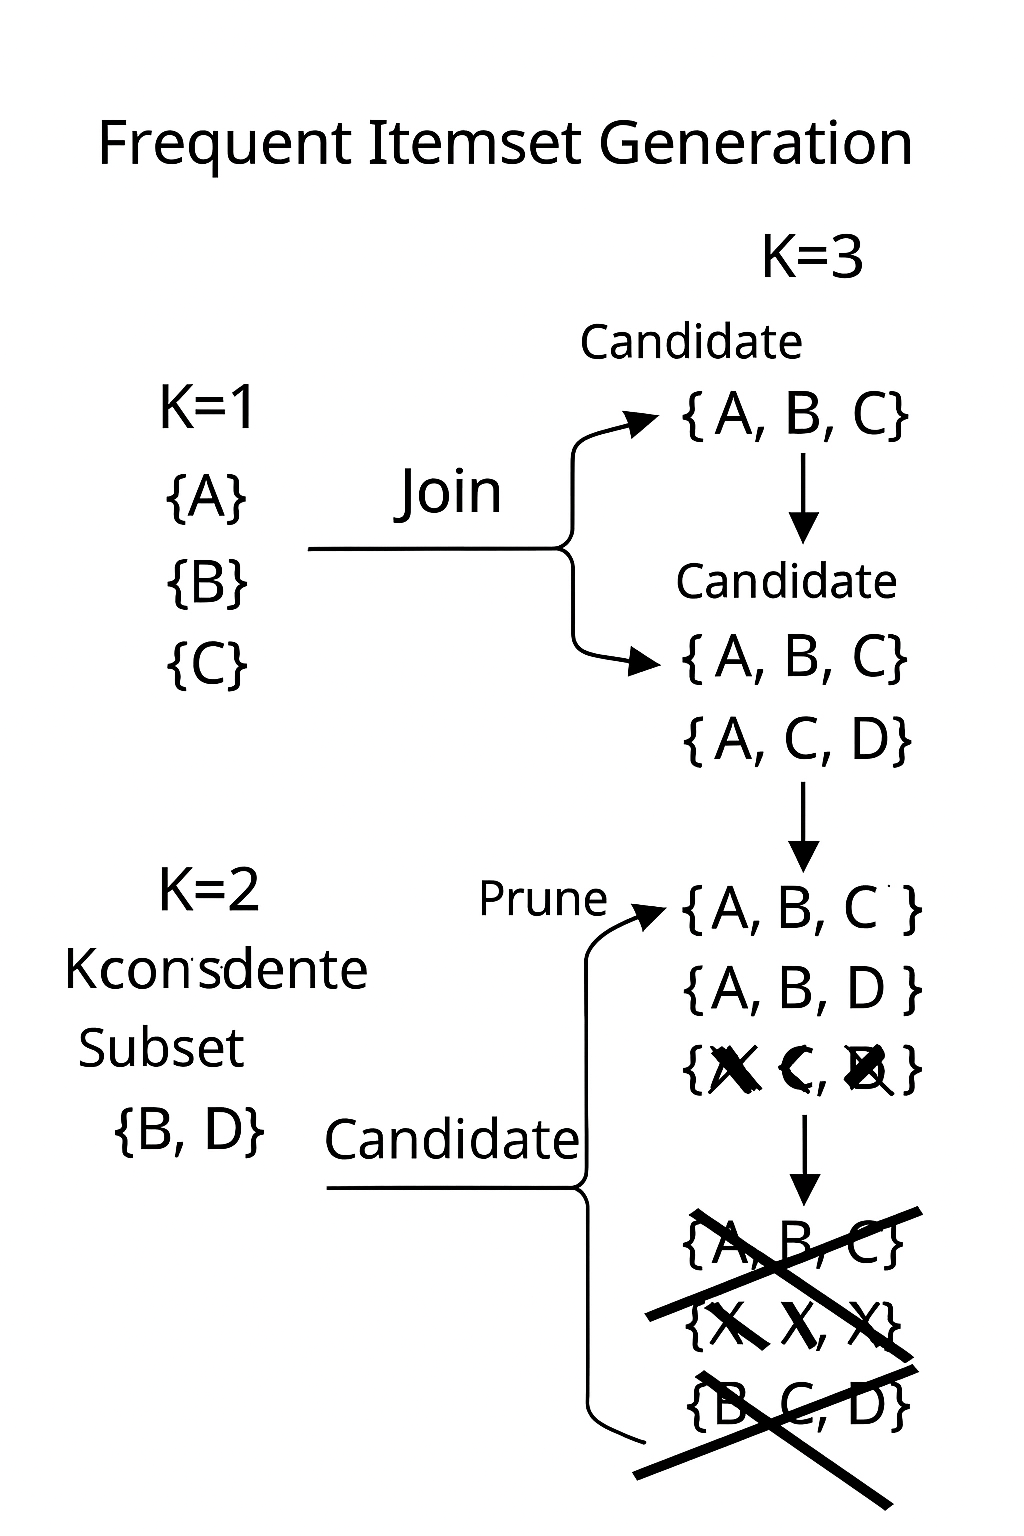 Frequent Itemset Generation
K=3
Candidate
K=1
{ A, B, C}
{A}
Join
{B}
Candidate
{C}
{ A, B, C}
{ A, C, D}
K=2
Prune
{ A, B, C }
Kconsdente
{ A, B, D }
Subset
{ C, }
{B, D}
Candidate
{ A, B, C}
{ X X, X}
{ B C, D}